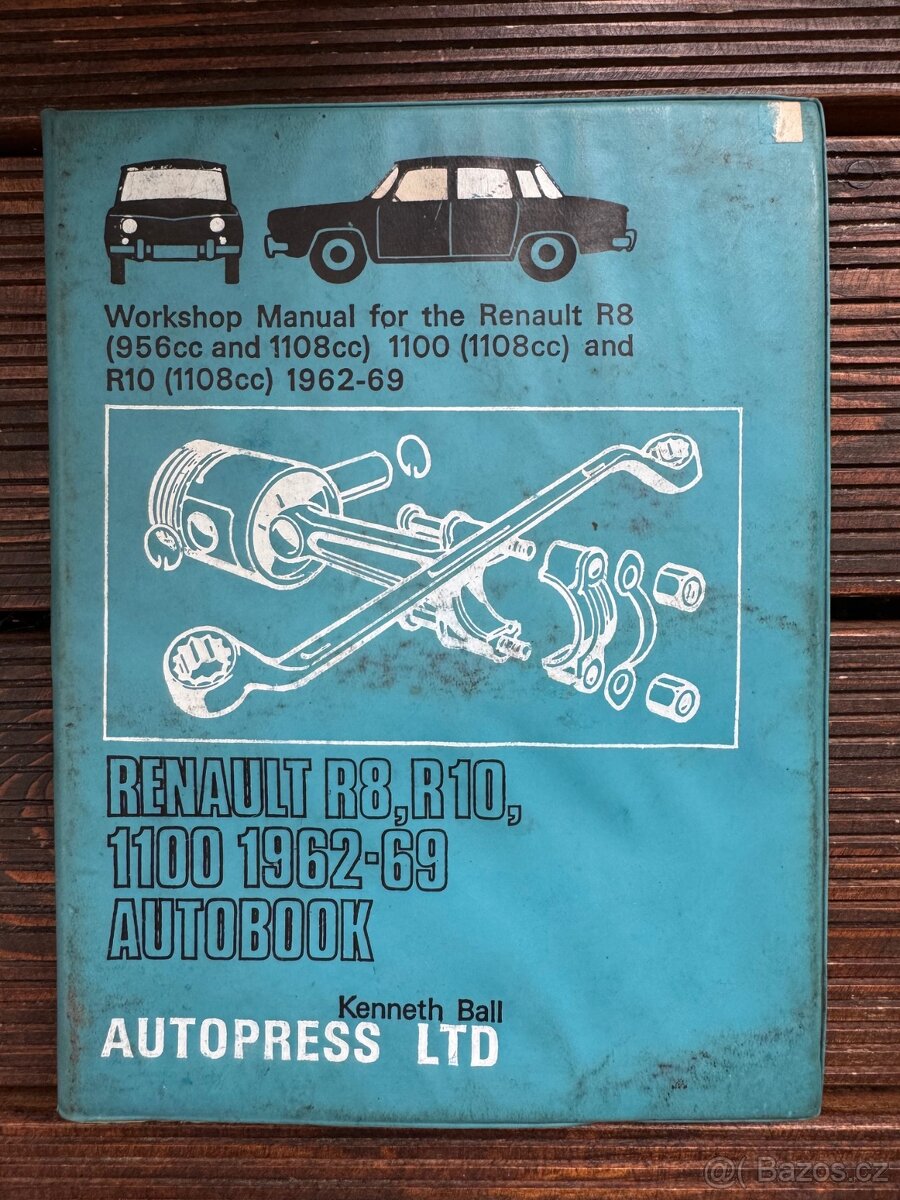 Workshop Manual for the Renault R8
(956cc and 1108cc) 1100 (1108cc) and
R10 (1108cc) 1962-69
RENAULT R8, R10,
1100 1962-69
AUTOBOOK
Kenneth Ball
AUTOPRESS LTD
@( Bazos.cz